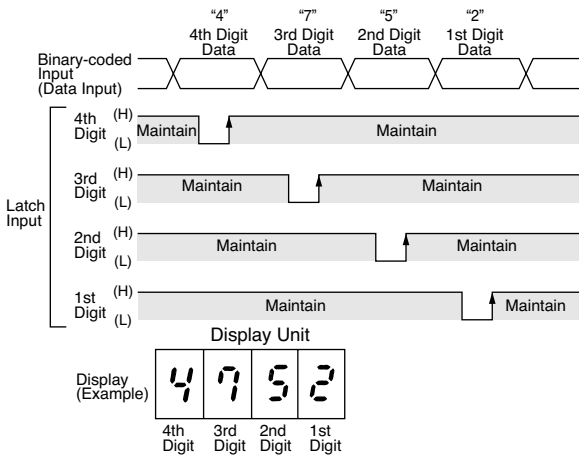 “4” “7” “5” “2”
4th Digit 3rd Digit 2nd Digit 1st Digit
Data Data Data Data
Binary-coded
Input
(Data Input)
Latch
Input
4th
Digit
(H)
(L)
Maintain Maintain
3rd
Digit
(H)
(L)
Maintain Maintain
2nd
Digit
(H)
(L)
Maintain Maintain
1st
Digit
(H)
(L)
Maintain Maintain
Display Unit
Display
(Example)
4 7 5 2
4th 3rd 2nd 1st
Digit Digit Digit Digit